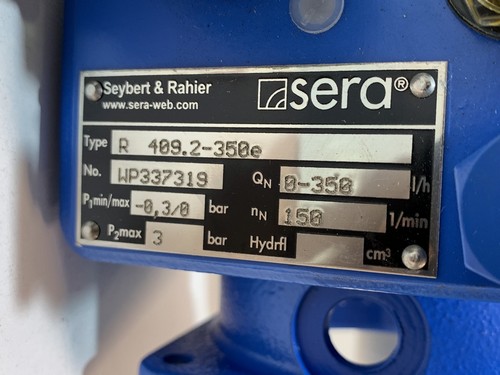 Seybert & Rahier
www.sera-web.com
sera®
Type R 409.2-350e
No. WP337319 QN 0-350 l/h
P1min/max -0,3/0 bar nN 150 1/min
P2max 3 bar Hydrfl cm³